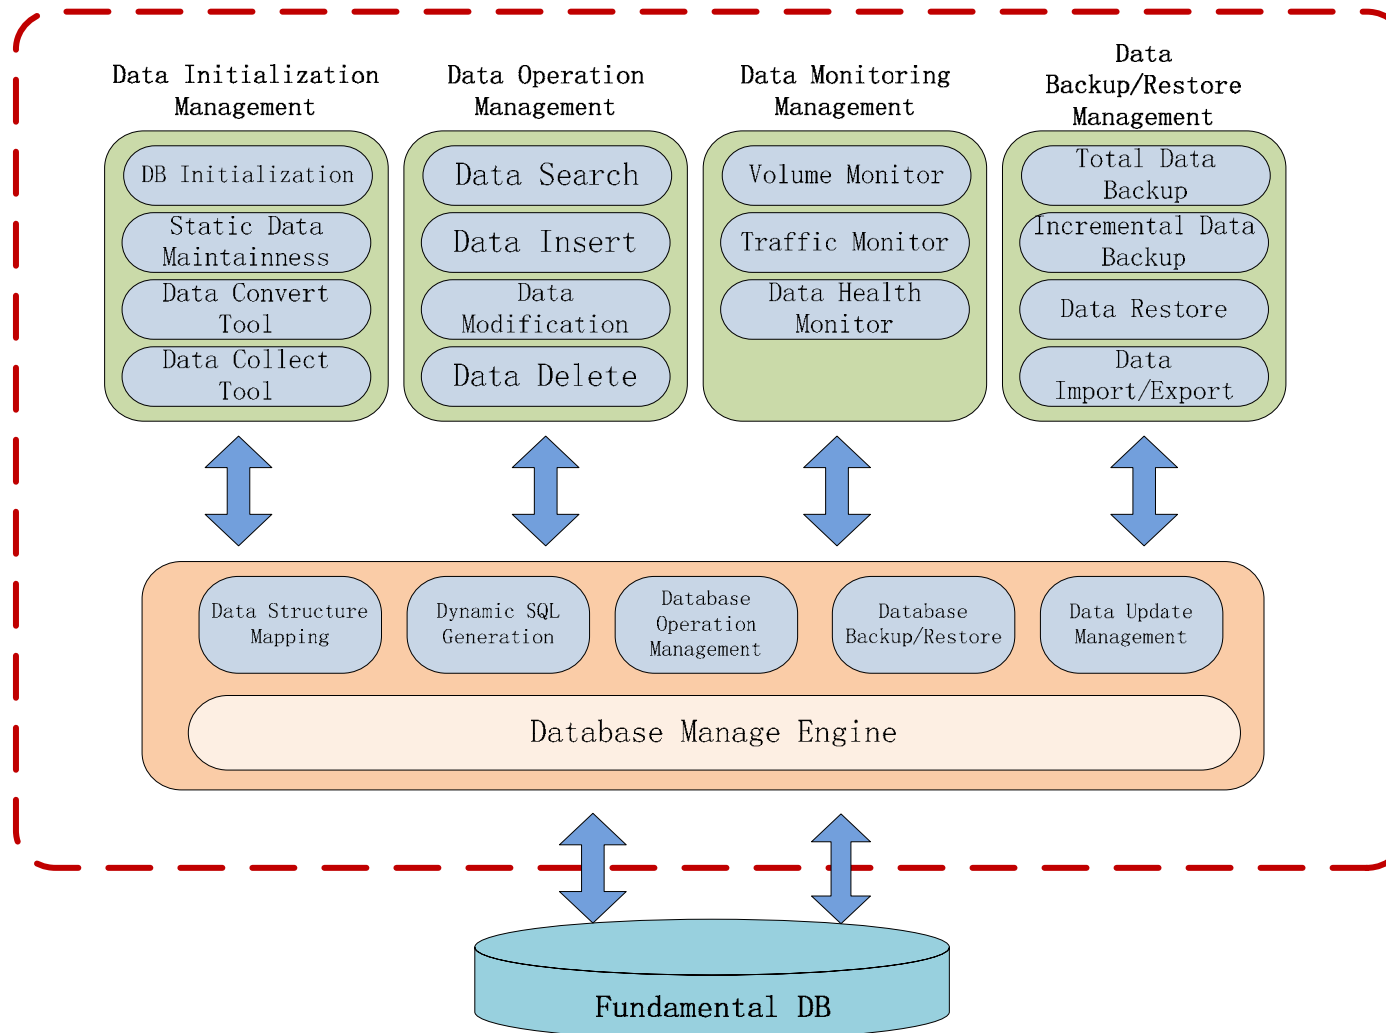 Data Initialization
Management
Data Operation
Management
Data Monitoring
Management
Data
Backup/Restore
Management
DB Initialization
Static Data
Maintainness
Data Convert
Tool
Data Collect
Tool
Data Search
Data Insert
Data
Modification
Data Delete
Volume Monitor
Traffic Monitor
Data Health
Monitor
Total Data
Backup
Incremental Data
Backup
Data Restore
Data
Import/Export
Data Structure
Mapping
Dynamic SQL
Generation
Database
Operation
Management
Database
Backup/Restore
Data Update
Management
Database Manage Engine
Fundamental DB